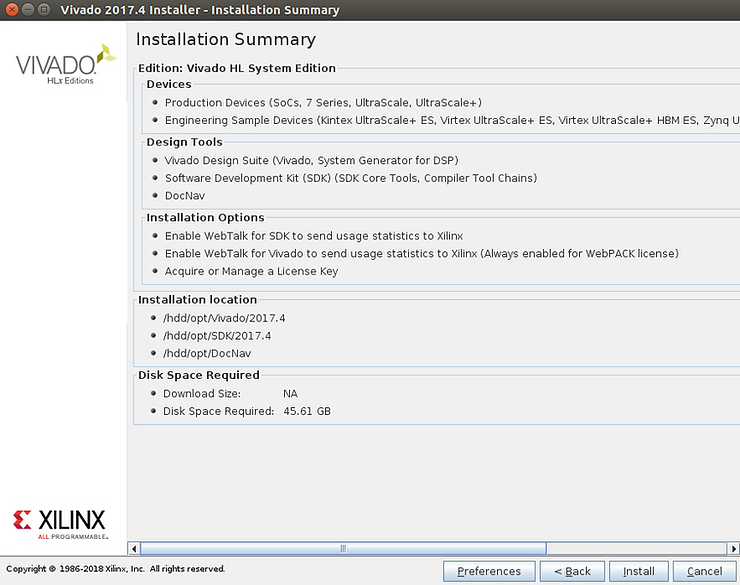 Vivado 2017.4 Installer - Installation Summary
Installation Summary
VIVADO.
HLx Editions
Edition: Vivado HL System Edition
Devices
Production Devices (SoCs, 7 Series, UltraScale, UltraScale+)
Engineering Sample Devices (Kintex UltraScale+ ES, Virtex UltraScale+ ES, Virtex UltraScale+ HBM ES, Zynq U
Design Tools
Vivado Design Suite (Vivado, System Generator for DSP)
Software Development Kit (SDK) (SDK Core Tools, Compiler Tool Chains)
DocNav
Installation Options
Enable WebTalk for SDK to send usage statistics to Xilinx
Enable WebTalk for Vivado to send usage statistics to Xilinx (Always enabled for WebPACK license)
Acquire or Manage a License Key
Installation location
/hdd/opt/Vivado/2017.4
/hdd/opt/SDK/2017.4
/hdd/opt/DocNav
Disk Space Required
Download Size: NA
Disk Space Required: 45.61 GB
XILINX
ALL PROGRAMMABLE.
Copyright © 1986-2018 Xilinx, Inc. All rights reserved.
Preferences < Back Install Cancel